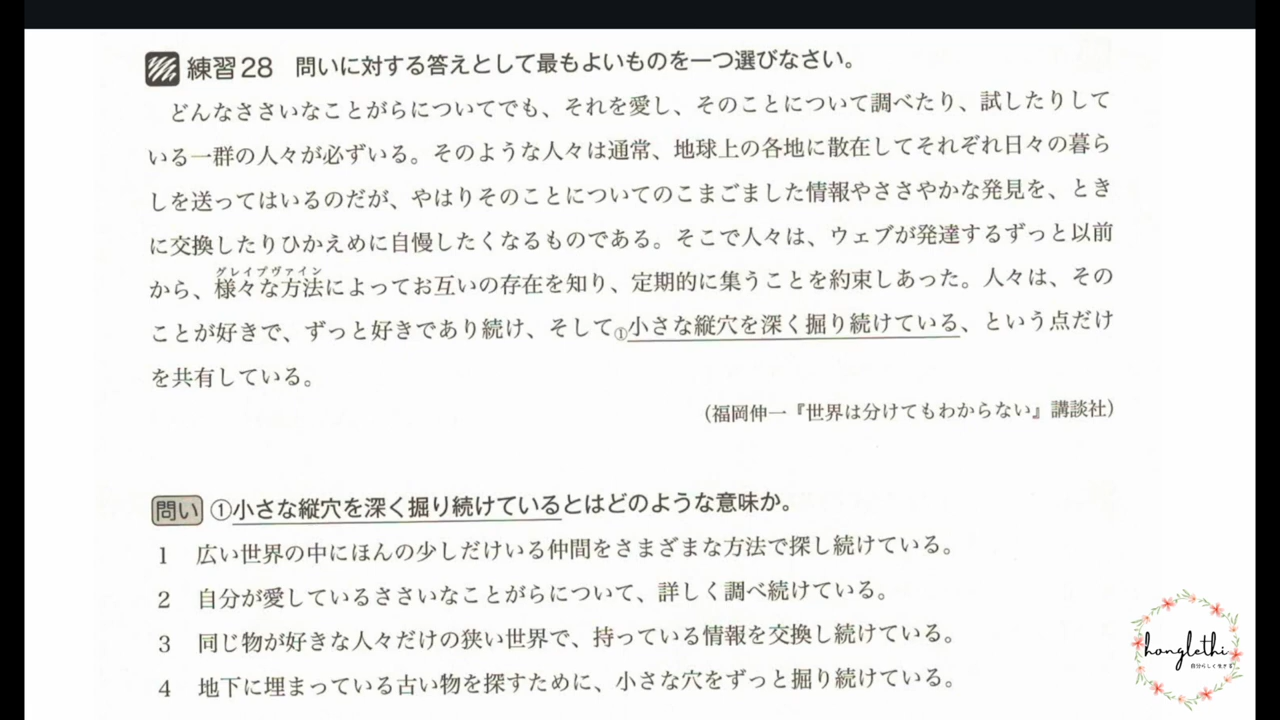 練習28 問いに対する答えとして最もよいものを一つ選びなさい。
どんなささいなことがらについてでも、それを愛し、そのことについて調べたり、試したりして
いる一群の人々が必ずいる。そのような人々は通常、地球上の各地に散在してそれぞれ日々の暮ら
しを送ってはいるのだが、やはりそのことについてのこまごました情報やささやかな発見を、とき
に交換したりひかえめに自慢したくなるものである。そこで人々は、ウェブが発達するずっと以前
グレイプヴァイン
から、様々な方法によってお互いの存在を知り、定期的に集うことを約束しあった。人々は、その
ことが好きで、ずっと好きであり続け、そして①小さな縦穴を深く掘り続けている、という点だけ
を共有している。
（福岡伸一『世界は分けてもわからない』講談社）
問い ①小さな縦穴を深く掘り続けているとはどのような意味か。
1 広い世界の中にほんの少しだけいる仲間をさまざまな方法で探し続けている。
2 自分が愛しているささいなことがらについて、詳しく調べ続けている。
3 同じ物が好きな人々だけの狭い世界で、持っている情報を交換し続けている。
4 地下に埋まっている古い物を探すために、小さな穴をずっと掘り続けている。
honglethi
自分らしく生きる